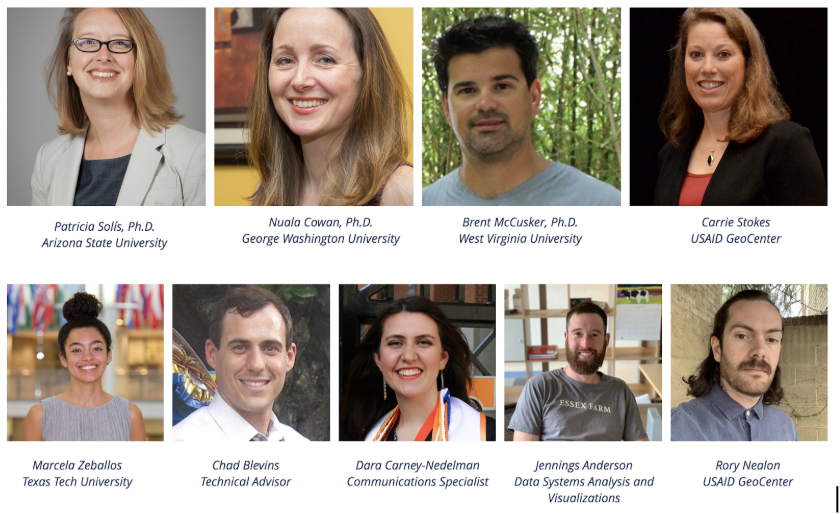 Patricia Solís, Ph.D.
Arizona State University
Nuala Cowan, Ph.D.
George Washington University
Brent McCusker, Ph.D.
West Virginia University
Carrie Stokes
USAID GeoCenter
ESSEX FARM
Marcela Zeballos
Texas Tech University
Chad Blevins
Technical Advisor
Dara Carney-Nedelman
Communications Specialist
Jennings Anderson
Data Systems Analysis and
Visualizations
Rory Nealon
USAID GeoCenter